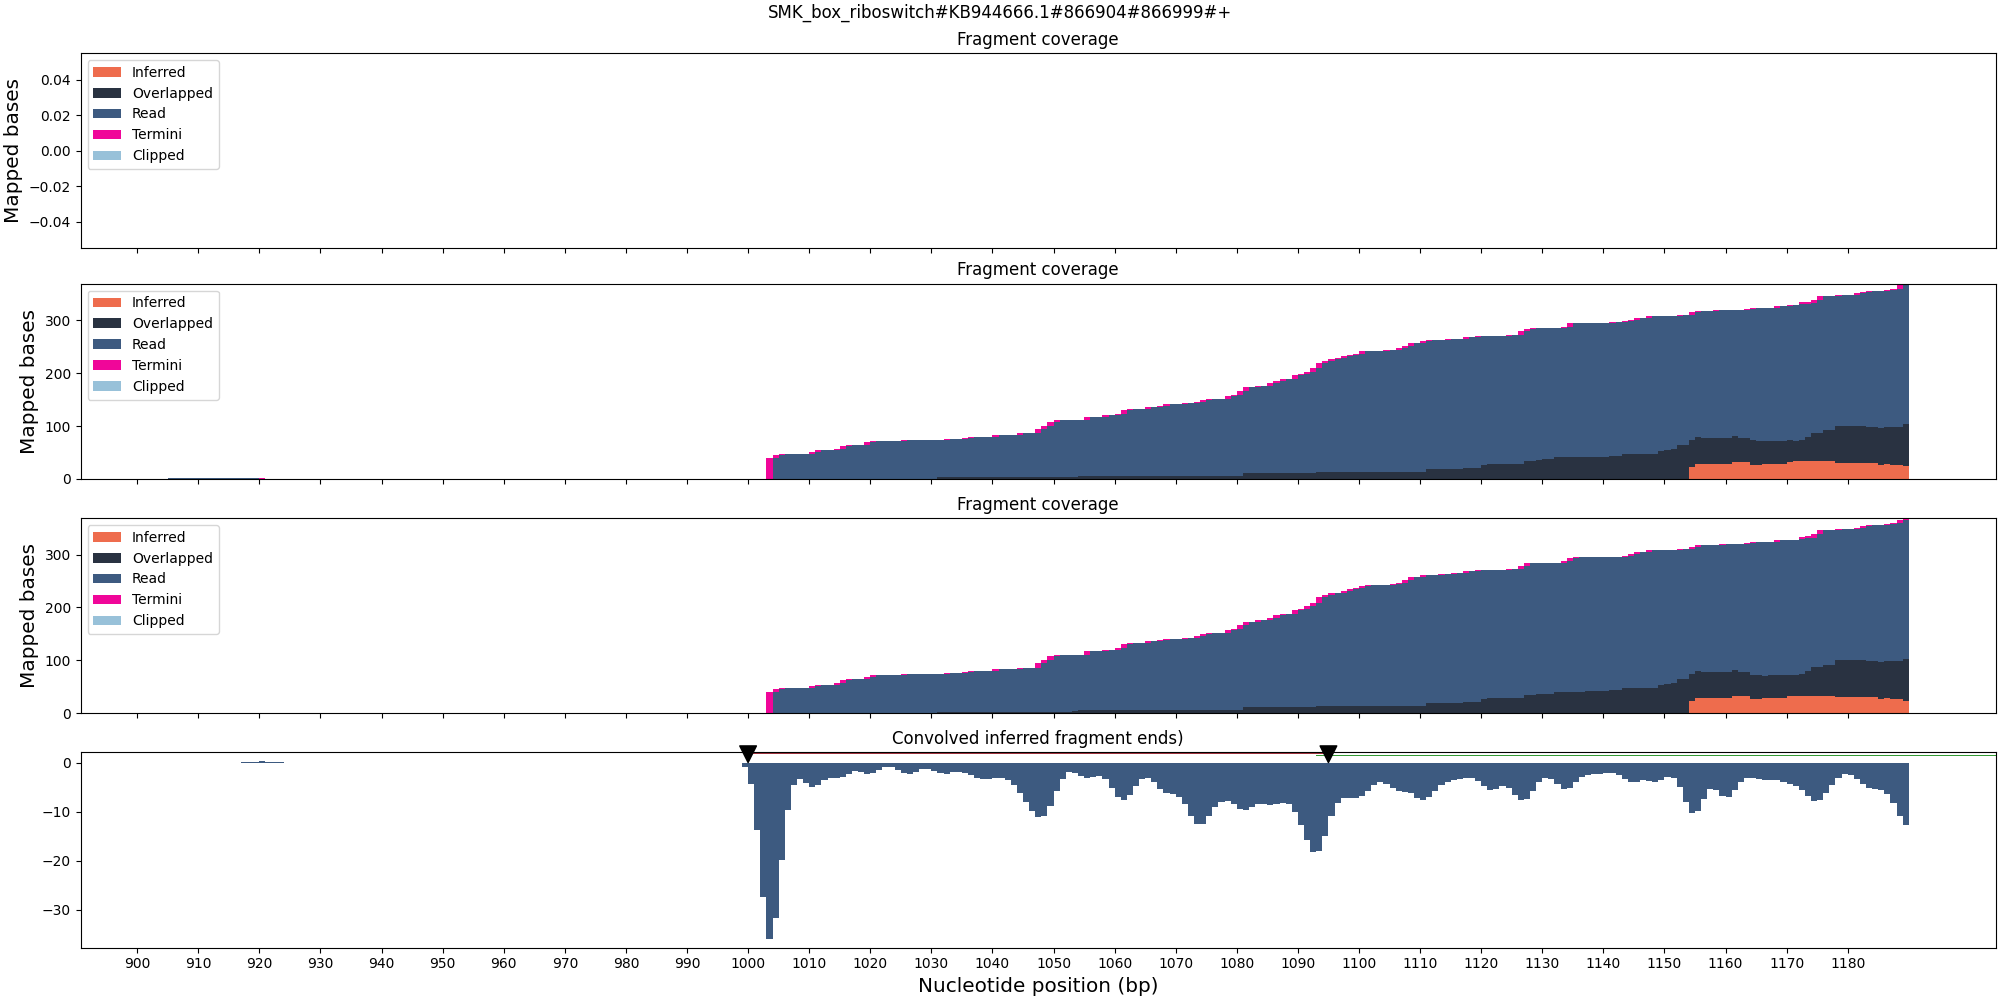 SMK_box_riboswitch#KB944666.1#866904#866999#+
Fragment coverage
Mapped bases
0.04
0.02
0.00
−0.02
−0.04
Inferred
Overlapped
Read
Termini
Clipped
Fragment coverage
Mapped bases
300
200
100
0
Inferred
Overlapped
Read
Termini
Clipped
Fragment coverage
Mapped bases
300
200
100
0
Inferred
Overlapped
Read
Termini
Clipped
Convolved inferred fragment ends)
0
−10
−20
−30
900 910 920 930 940 950 960 970 980 990 1000 1010 1020 1030 1040 1050 1060 1070 1080 1090 1100 1110 1120 1130 1140 1150 1160 1170 1180
Nucleotide position (bp)